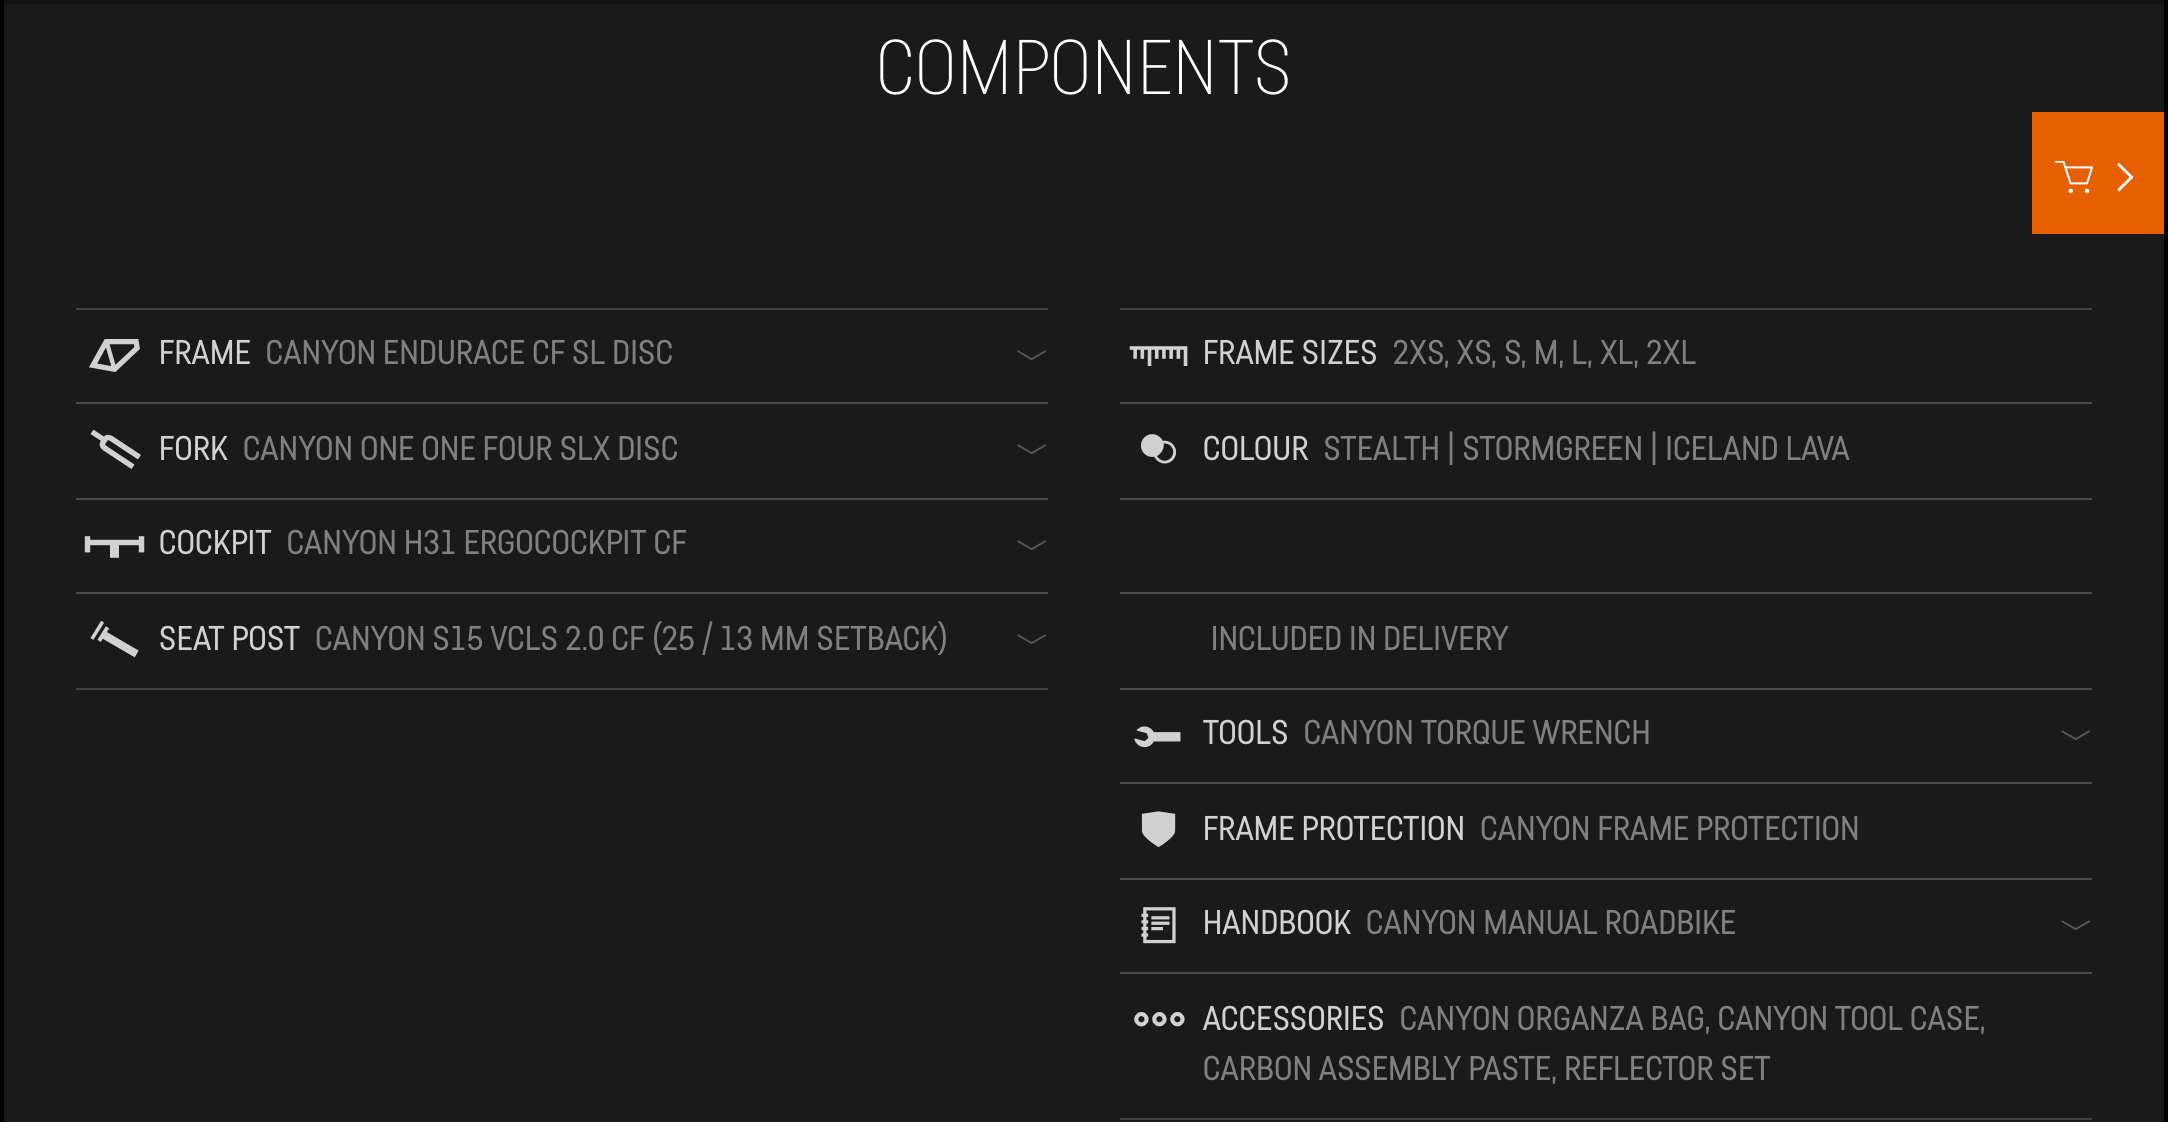 COMPONENTS
FRAME CANYON ENDURACE CF SL DISC
FORK CANYON ONE ONE FOUR SLX DISC
COCKPIT CANYON H31 ERGOCOCKPIT CF
SEAT POST CANYON S15 VCLS 2.0 CF (25 / 13 MM SETBACK)
FRAME SIZES 2XS, XS, S, M, L, XL, 2XL
COLOUR STEALTH | STORMGREEN | ICELAND LAVA
INCLUDED IN DELIVERY
TOOLS CANYON TORQUE WRENCH
FRAME PROTECTION CANYON FRAME PROTECTION
HANDBOOK CANYON MANUAL ROADBIKE
ACCESSORIES CANYON ORGANZA BAG, CANYON TOOL CASE,
CARBON ASSEMBLY PASTE, REFLECTOR SET